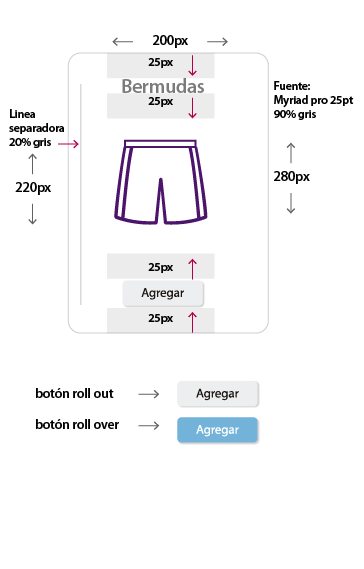 200px
25px
Bermudas
25px
Fuente:
Myriad pro 25pt
90% gris
Linea
separadora
20% gris
220px
280px
25px
Agregar
25px
botón roll out
Agregar
botón roll over
Agregar